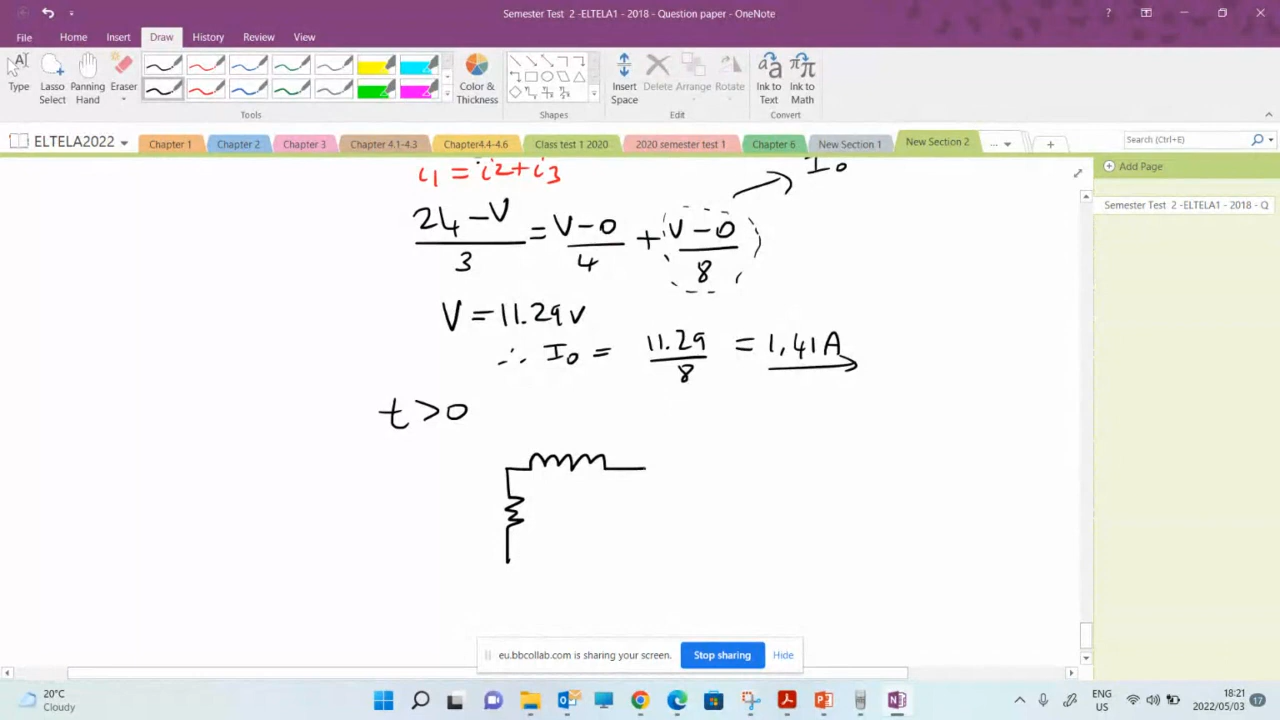 Semester Test 2 -ELTELA1 - 2018 - Question paper - OneNote
File Home Insert Draw History Review View
Type
Lasso Select
Panning Hand
Eraser
Color & Thickness
Insert Space
Delete Arrange Rotate
Ink to Text
Ink to Math
Tools Shapes Edit Convert
ELTELA2022 Chapter 1 Chapter 2 Chapter 3 Chapter 4.1-4.3 Chapter4.4-4.6 Class test 1 2020 2020 semester test 1 Chapter 6 New Section 1 New Section 2 ... Search (Ctrl+E)
Add Page
Semester Test 2 -ELTELA1 - 2018 - Q
I0
i1 = i2+i3
24-V/3 = V-0/4 + V-0/8
V = 11.29v
∴ I0 = 11.29/8 = 1,41A
t>0
eu.bbcollab.com is sharing your screen. Stop sharing Hide
20°C
Cloudy
ENG
US
18:21
2022/05/03
17